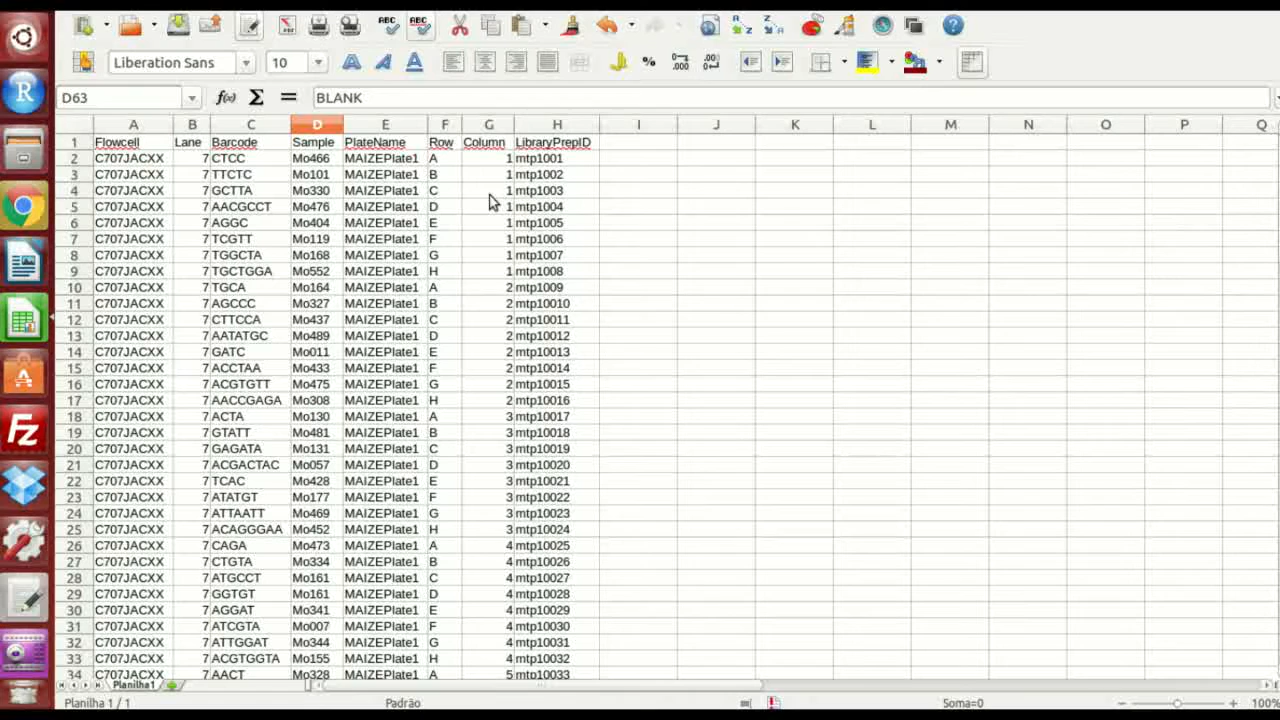 ABC ABC
Liberation Sans 10 % .000 .00
D63 f(x) Σ = BLANK
A B C D E F G H I J K L M N O P Q
1 Flowcell Lane Barcode Sample PlateName Row Column LibraryPrepID
2 C707JACXX 7 CTCC Mo466 MAIZEPlate1 A 1 mtp1001
3 C707JACXX 7 TTCTC Mo101 MAIZEPlate1 B 1 mtp1002
4 C707JACXX 7 GCTTA Mo330 MAIZEPlate1 C 1 mtp1003
5 C707JACXX 7 AACGCCT Mo476 MAIZEPlate1 D 1 mtp1004
6 C707JACXX 7 AGGC Mo404 MAIZEPlate1 E 1 mtp1005
7 C707JACXX 7 TCGTT Mo119 MAIZEPlate1 F 1 mtp1006
8 C707JACXX 7 TGGCTA Mo168 MAIZEPlate1 G 1 mtp1007
9 C707JACXX 7 TGCTGGA Mo552 MAIZEPlate1 H 1 mtp1008
10 C707JACXX 7 TGCA Mo164 MAIZEPlate1 A 2 mtp1009
11 C707JACXX 7 AGCCC Mo327 MAIZEPlate1 B 2 mtp10010
12 C707JACXX 7 CTTCCA Mo437 MAIZEPlate1 C 2 mtp10011
13 C707JACXX 7 AATATGC Mo489 MAIZEPlate1 D 2 mtp10012
14 C707JACXX 7 GATC Mo011 MAIZEPlate1 E 2 mtp10013
15 C707JACXX 7 ACCTAA Mo433 MAIZEPlate1 F 2 mtp10014
16 C707JACXX 7 ACGTGTT Mo475 MAIZEPlate1 G 2 mtp10015
17 C707JACXX 7 AACCGAGA Mo308 MAIZEPlate1 H 2 mtp10016
18 C707JACXX 7 ACTA Mo130 MAIZEPlate1 A 3 mtp10017
19 C707JACXX 7 GTATT Mo481 MAIZEPlate1 B 3 mtp10018
20 C707JACXX 7 GAGATA Mo131 MAIZEPlate1 C 3 mtp10019
21 C707JACXX 7 ACGACTAC Mo057 MAIZEPlate1 D 3 mtp10020
22 C707JACXX 7 TCAC Mo428 MAIZEPlate1 E 3 mtp10021
23 C707JACXX 7 ATATGT Mo177 MAIZEPlate1 F 3 mtp10022
24 C707JACXX 7 ATTAATT Mo469 MAIZEPlate1 G 3 mtp10023
25 C707JACXX 7 ACAGGGAA Mo452 MAIZEPlate1 H 3 mtp10024
26 C707JACXX 7 CAGA Mo473 MAIZEPlate1 A 4 mtp10025
27 C707JACXX 7 CTGTA Mo334 MAIZEPlate1 B 4 mtp10026
28 C707JACXX 7 ATGCCT Mo161 MAIZEPlate1 C 4 mtp10027
29 C707JACXX 7 GGTGT Mo161 MAIZEPlate1 D 4 mtp10028
30 C707JACXX 7 AGGAT Mo341 MAIZEPlate1 E 4 mtp10029
31 C707JACXX 7 ATCGTA Mo007 MAIZEPlate1 F 4 mtp10030
32 C707JACXX 7 ATTGGAT Mo344 MAIZEPlate1 G 4 mtp10031
33 C707JACXX 7 ACGTGGTA Mo155 MAIZEPlate1 H 4 mtp10032
34 C707JACXX 7 AACT Mo328 MAIZEPlate1 A 5 mtp10033
Planilha1
Planilha 1 / 1 Padrão Soma=0 100%